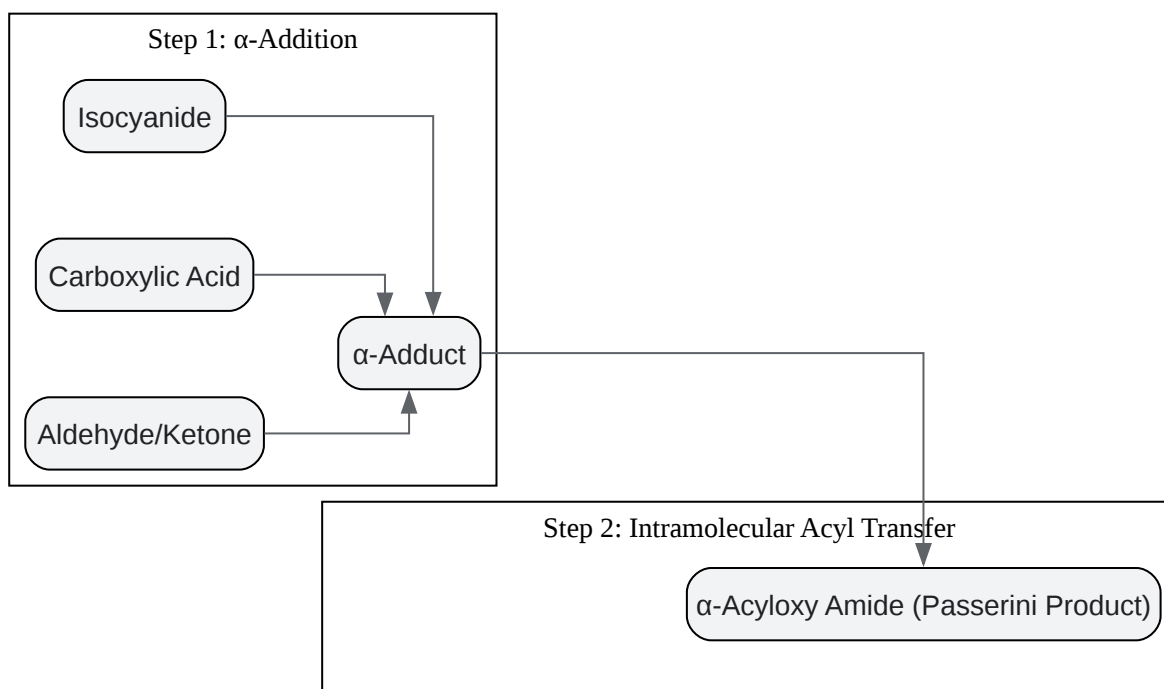 Step 1: α-Addition
Isocyanide
Carboxylic Acid
α-Adduct
Aldehyde/Ketone
Step 2: Intramolecular Acyl Transfer
α-Acyloxy Amide (Passerini Product)